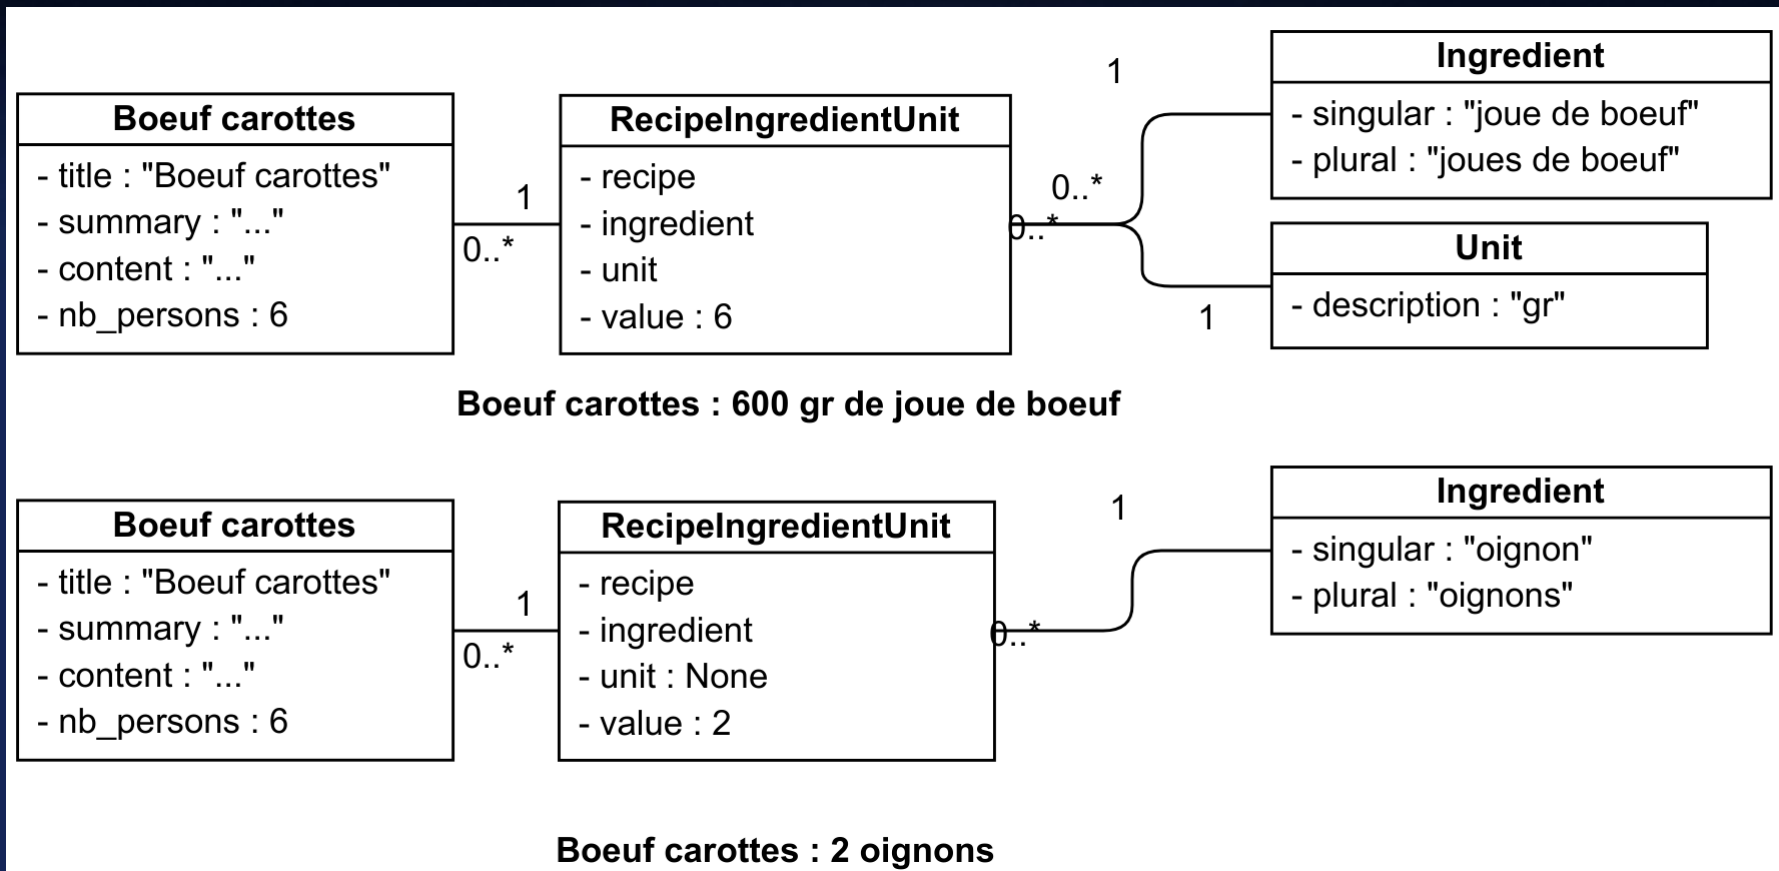 Boeuf carottes
- title : "Boeuf carottes"
- summary : "..."
- content : "..."
- nb_persons : 6
1
0..*
RecipeIngredientUnit
- recipe
- ingredient
- unit
- value : 6
0..*
0..*
1
1
Ingredient
- singular : "joue de boeuf"
- plural : "joues de boeuf"
Unit
- description : "gr"
Boeuf carottes : 600 gr de joue de boeuf
Boeuf carottes
- title : "Boeuf carottes"
- summary : "..."
- content : "..."
- nb_persons : 6
1
0..*
RecipeIngredientUnit
- recipe
- ingredient
- unit : None
- value : 2
0..*
1
Ingredient
- singular : "oignon"
- plural : "oignons"
Boeuf carottes : 2 oignons